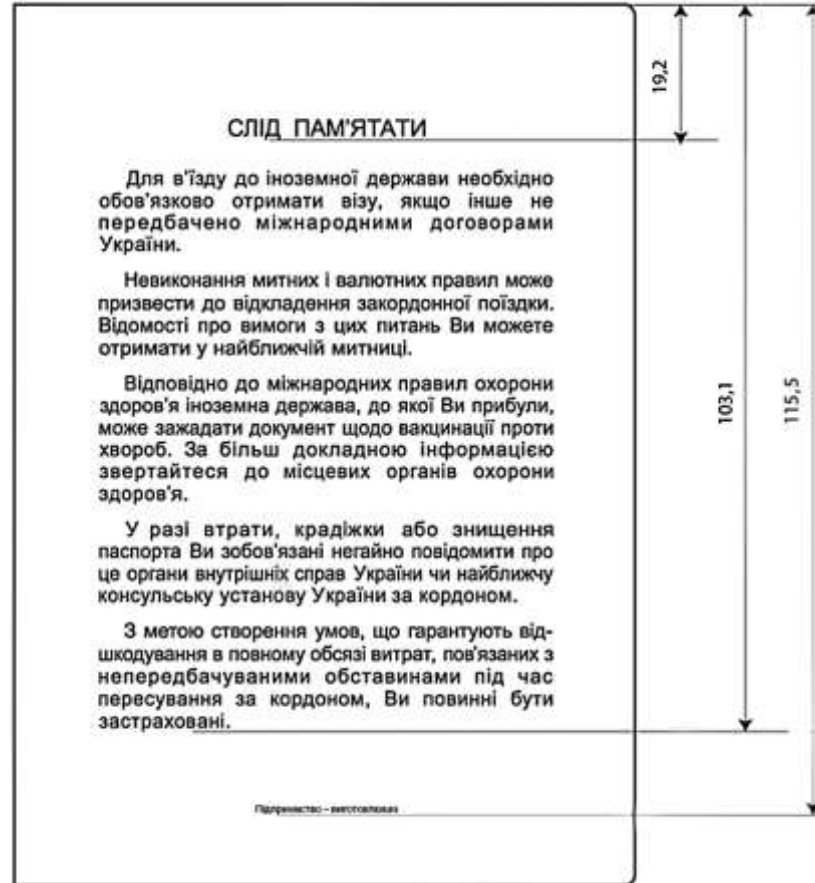 СЛІД ПАМ'ЯТАТИ
Для в'їзду до іноземної держави необхідно
обов'язково отримати візу, якщо інше не
передбачено міжнародними договорами
України.
Невиконання митних і валютних правил може
призвести до відкладення закордонної поїздки.
Відомості про вимоги з цих питань Ви можете
отримати у найближчій митниці.
Відповідно до міжнародних правил охорони
здоров'я іноземна держава, до якої Ви прибули,
може зажадати документ щодо вакцинації проти
хвороб. За більш докладною інформацією
звертайтеся до місцевих органів охорони
здоров'я.
У разі втрати, крадіжки або знищення
паспорта Ви зобов'язані негайно повідомити про
це органи внутрішніх справ України чи найближчу
консульську установу України за кордоном.
З метою створення умов, що гарантують від-
шкодування в повному обсязі витрат, пов'язаних з
непередбачуваними обставинами під час
пересування за кордоном, Ви повинні бути
застраховані.
Підприємство – виготовлювач
19,2
103,1
115,5